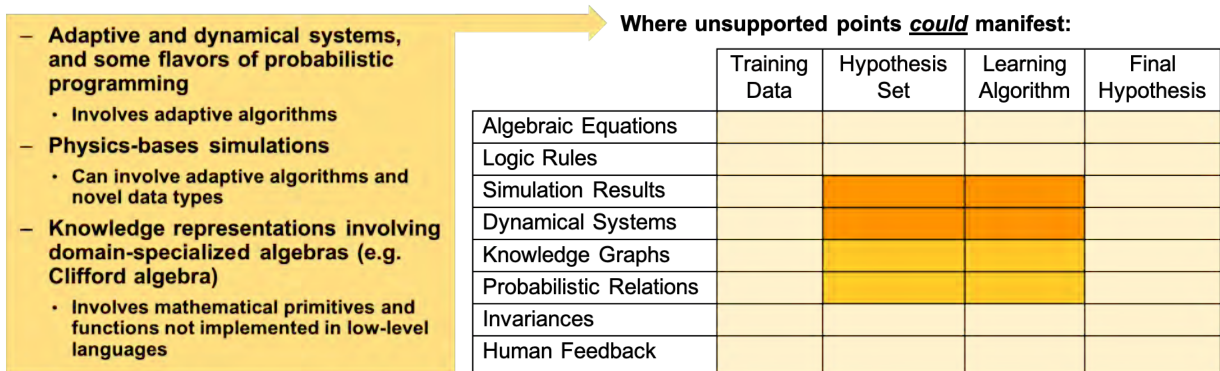 – Adaptive and dynamical systems,
and some flavors of probabilistic
programming
• Involves adaptive algorithms
– Physics-bases simulations
• Can involve adaptive algorithms and
novel data types
– Knowledge representations involving
domain-specialized algebras (e.g.
Clifford algebra)
• Involves mathematical primitives and
functions not implemented in low-level
languages
Where unsupported points could manifest:
Training Data
Hypothesis Set
Learning Algorithm
Final Hypothesis
Algebraic Equations
Logic Rules
Simulation Results
Dynamical Systems
Knowledge Graphs
Probabilistic Relations
Invariances
Human Feedback